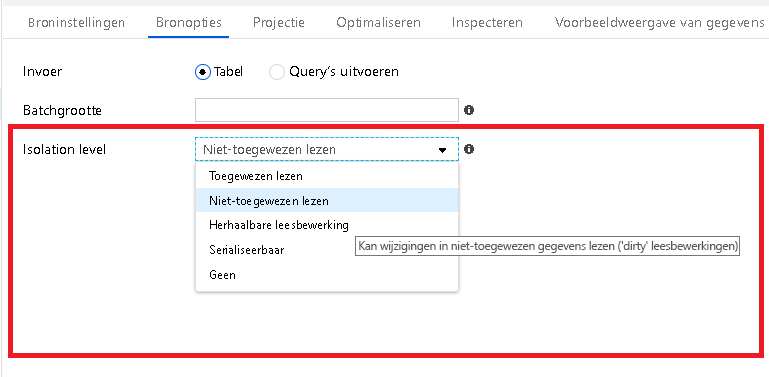 Broninstellingen Bronopties Projectie Optimaliseren Inspecteren Voorbeeldweergave van gegevens
Invoer Tabel Query's uitvoeren
Batchgrootte
Isolation level Niet-toegewezen lezen
Toegewezen lezen
Niet-toegewezen lezen
Herhaalbare leesbewerking
Kan wijzigingen in niet-toegewezen gegevens lezen ('dirty' leesbewerkingen)
Serialiseerbaar
Geen